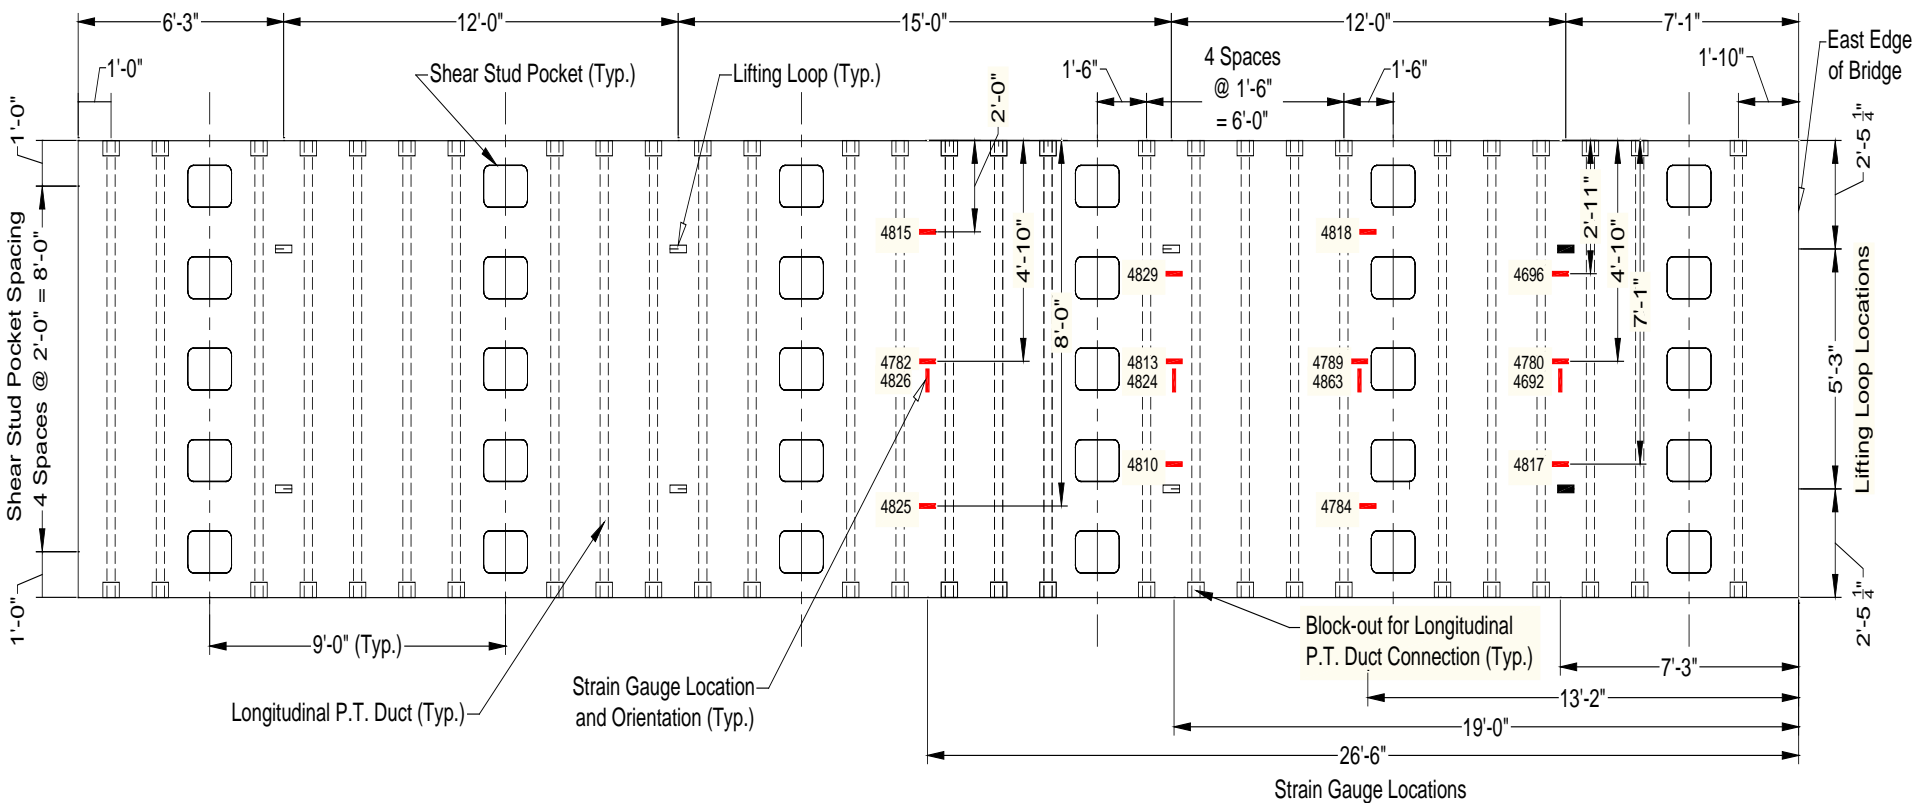 6'-3"
12'-0"
15'-0"
12'-0"
7'-1"
1'-0"
Shear Stud Pocket (Typ.)
Lifting Loop (Typ.)
1'-6"
4 Spaces
@ 1'-6"
= 6'-0"
1'-6"
1'-10"
East Edge
of Bridge
1'-0"
Shear Stud Pocket Spacing
4 Spaces @ 2'-0" = 8'-0"
1'-0"
2'-0"
4'-10"
8'-0"
2'-11"
4'-10"
7'-1"
2'-5 1/4"
5'-3"
Lifting Loop Locations
2'-5 1/4"
4815
4818
4829
4696
4782
4826
4813
4824
4789
4863
4780
4692
4810
4817
4825
4784
9'-0" (Typ.)
Longitudinal P.T. Duct (Typ.)
Strain Gauge Location
and Orientation (Typ.)
Block-out for Longitudinal
P.T. Duct Connection (Typ.)
7'-3"
13'-2"
19'-0"
26'-6"
Strain Gauge Locations